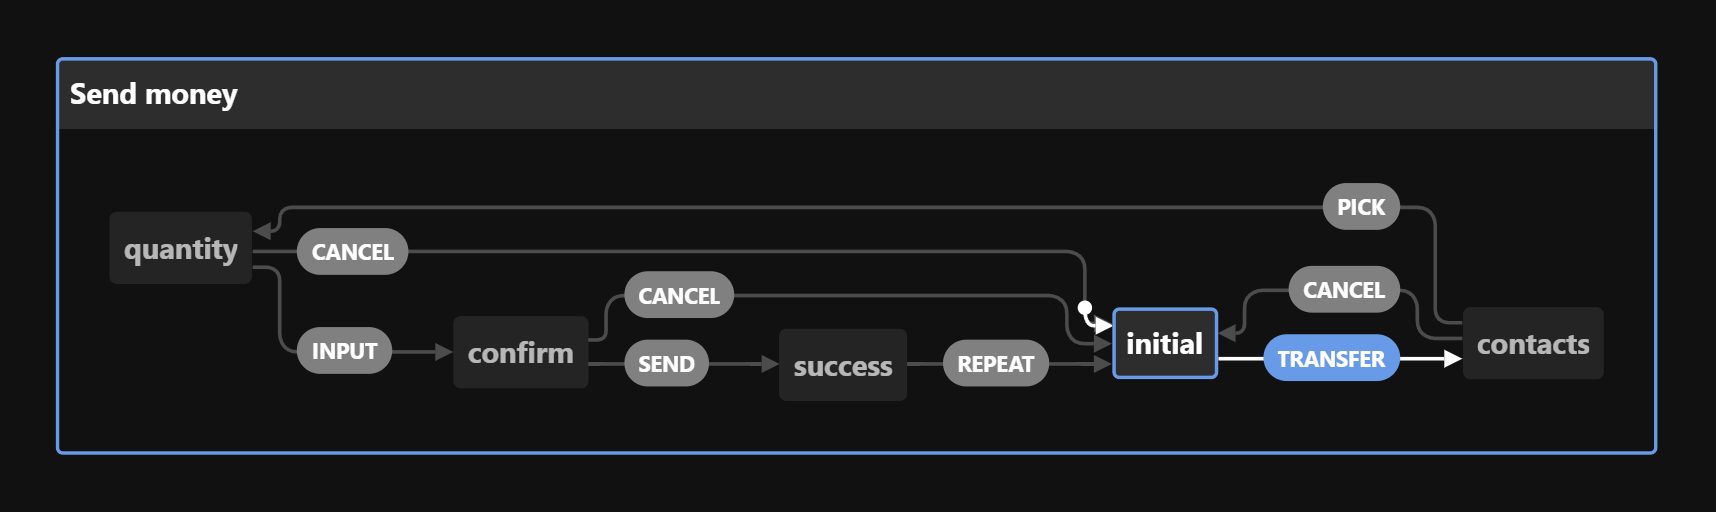 Send money
PICK
quantity
CANCEL
CANCEL
CANCEL
INPUT
confirm
SEND
success
REPEAT
initial
TRANSFER
contacts